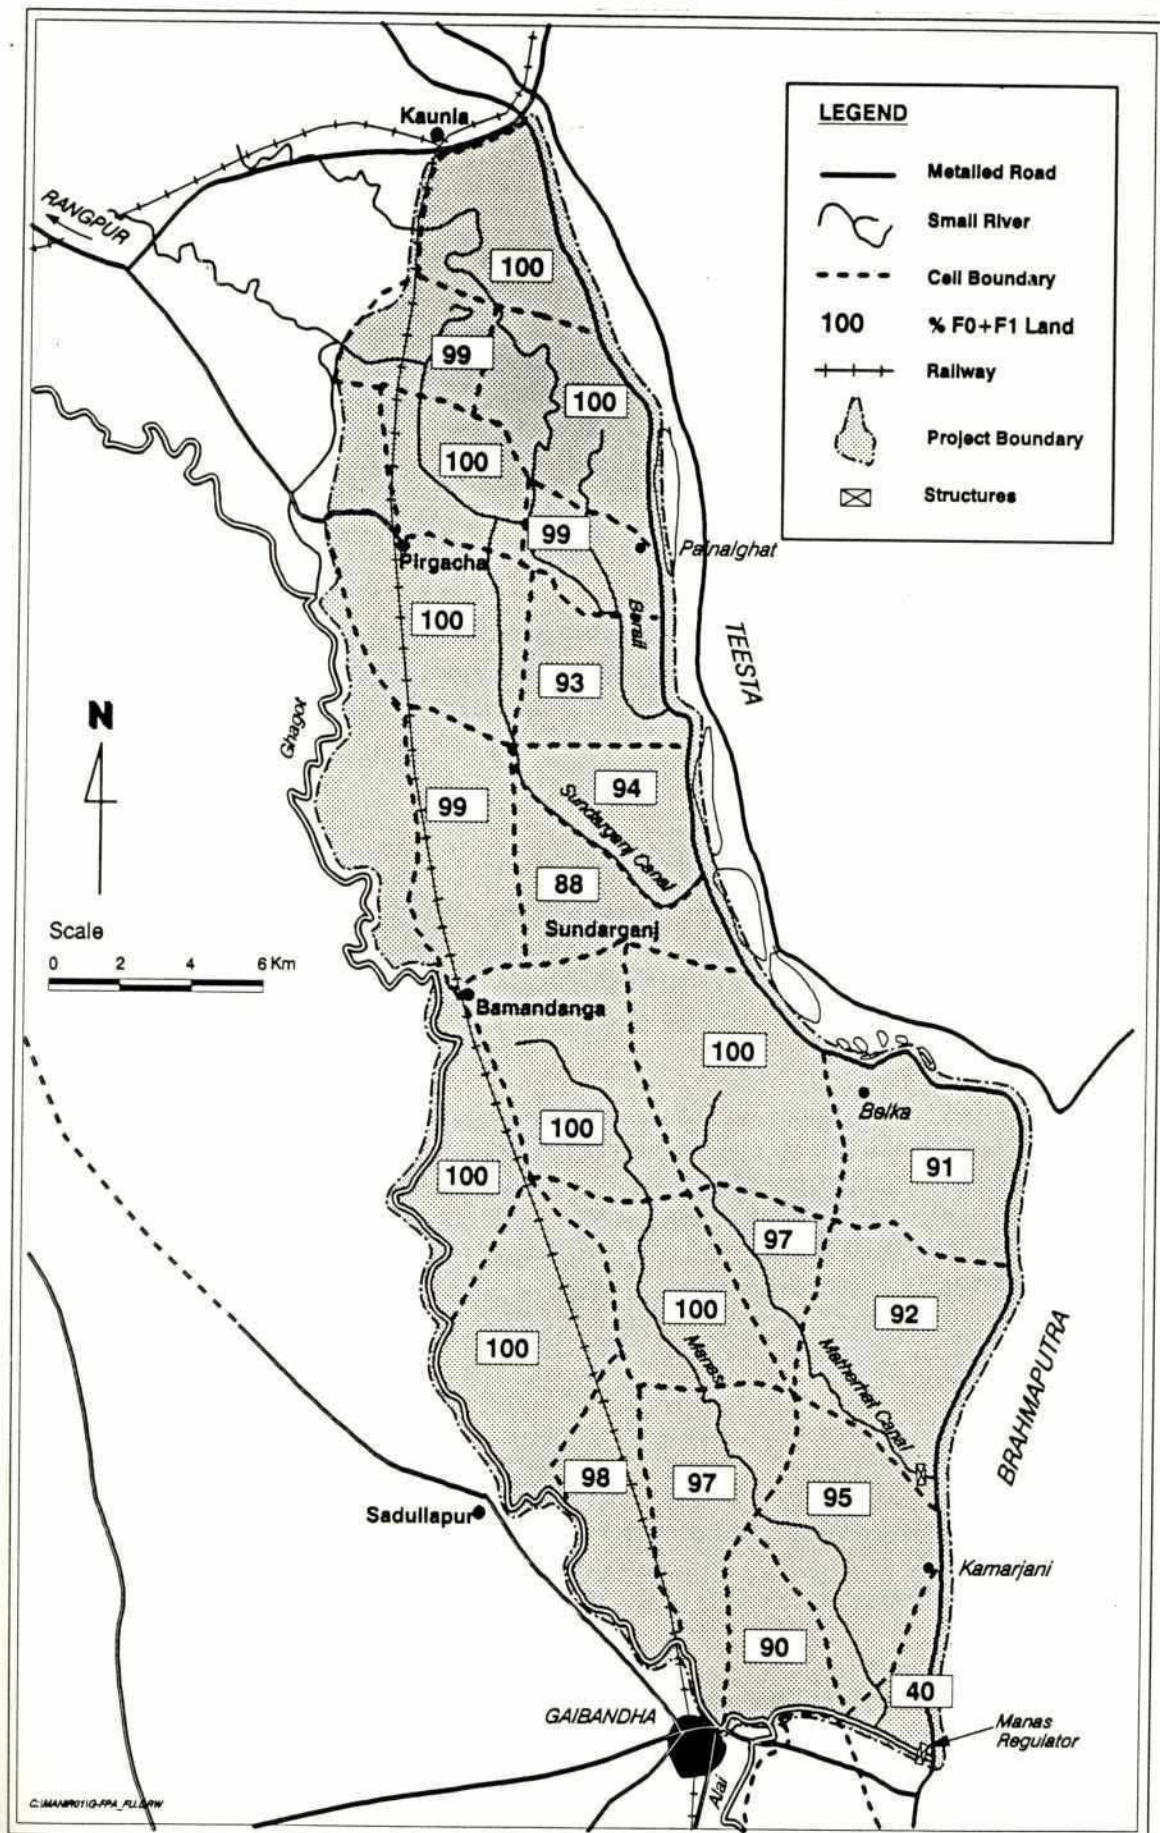 Kaunia
LEGEND
Metalled Road
Small River
Cell Boundary
100 % F0+F1 Land
Railway
Project Boundary
Structures
RANGPUR
100
99
100
100
99
Painalghat
Pirgacha
100
Barail
TEESTA
93
N
Ghagot
94
99
Sundarganj Canal
88
Scale
Sundarganj
0 2 4 6 Km
Bamandanga
100
Belka
100
91
100
97
92
100
100
Manas
Matherhat Canal
BRAHMAPUTRA
98
97
95
Sadullapur
Kamarjani
90
40
GAIBANDHA
Manas
Regulator
Alai